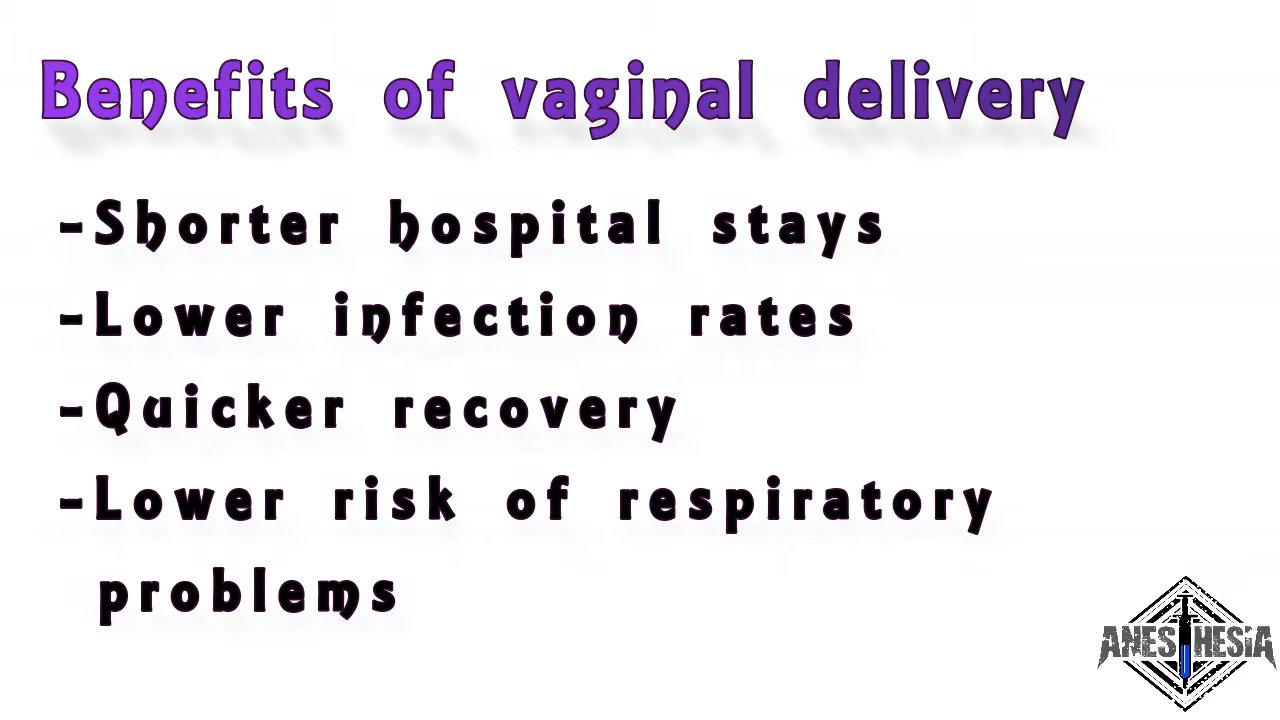 Benefits of vaginal delivery
-Shorter hospital stays
-Lower infection rates
-Quicker recovery
-Lower risk of respiratory
problems
ANESTHESIA